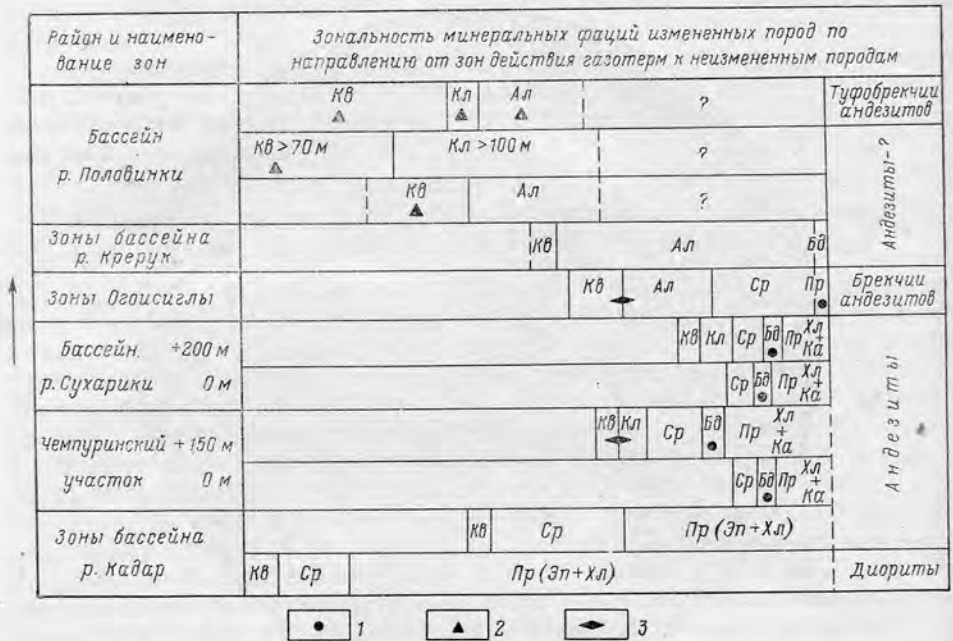 Район и наимено-
вание зон
Зональность минеральных фаций измененных пород по
направлению от зон действия газотерм к неизмененным породам
Кв Кл Ал ?
Туфобрекчии
андезитов
Бассейн
р. Половинки
Кв > 70 м Кл > 100 м ?
Кв Ал ?
Андезиты-?
Зоны бассейна
р. Крерук
Кв Ал Бд
Зоны Огоисиглы
Кв Ал Ср Пр
Брекчии
андезитов
Бассейн +200 м
Кв Кл Ср Бд Пр Хл
+
Ка
р. Сухарики 0 м
Ср Бд Пр Хл
+
Ка
Андезиты
Чемпуринский +150 м
Кв Кл Ср Бд Пр Хл
+
Ка
участок 0 м
Ср Бд Пр Хл
+
Ка
Зоны бассейна
р. Кадар
Кв Ср Пр (Эп+Хл)
Кв Ср Пр (Эп+Хл)
Диориты
1 2 3